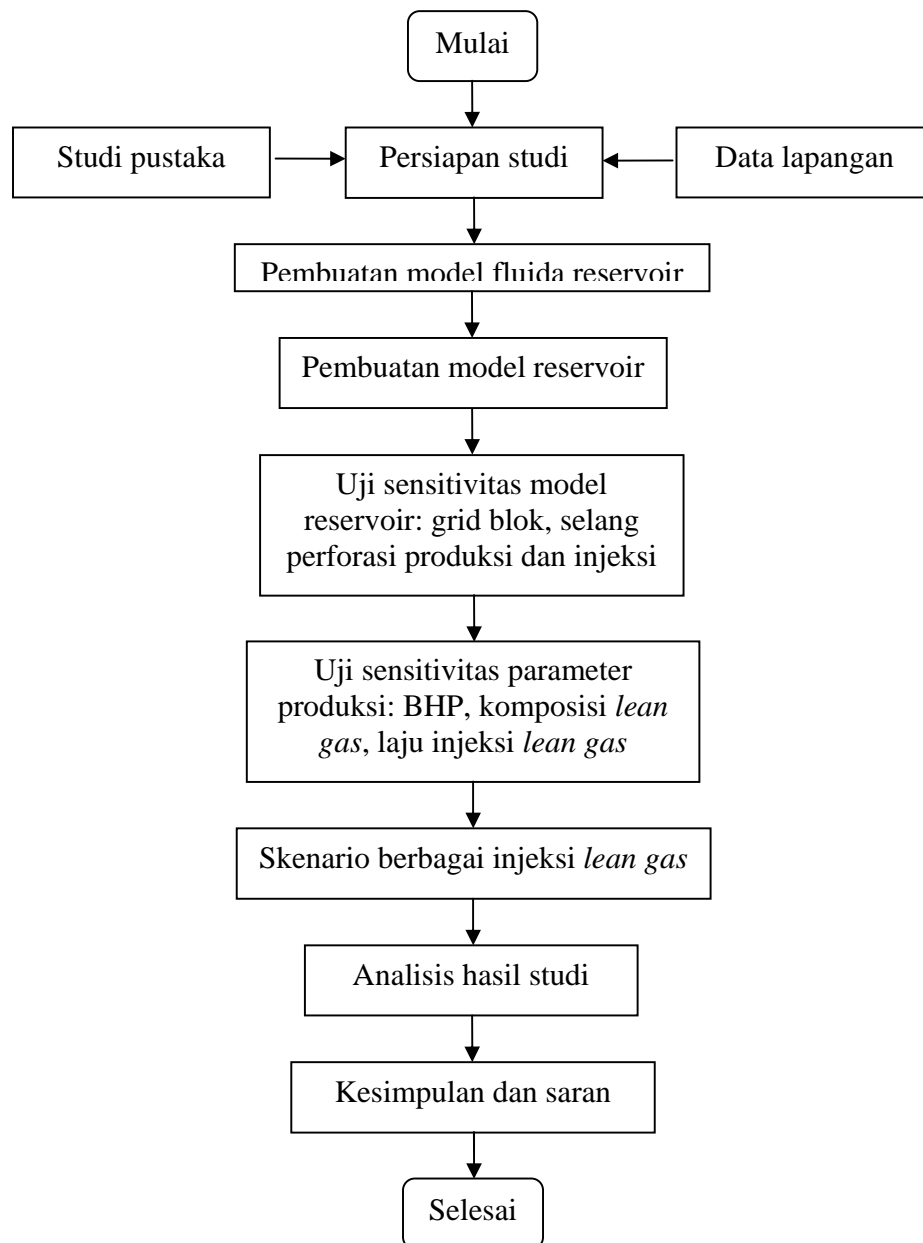 Mulai
Studi pustaka
Persiapan studi
Data lapangan
Pembuatan model fluida reservoir
Pembuatan model reservoir
Uji sensitivitas model
reservoir: grid blok, selang
perforasi produksi dan injeksi
Uji sensitivitas parameter
produksi: BHP, komposisi lean
gas, laju injeksi lean gas
Skenario berbagai injeksi lean gas
Analisis hasil studi
Kesimpulan dan saran
Selesai